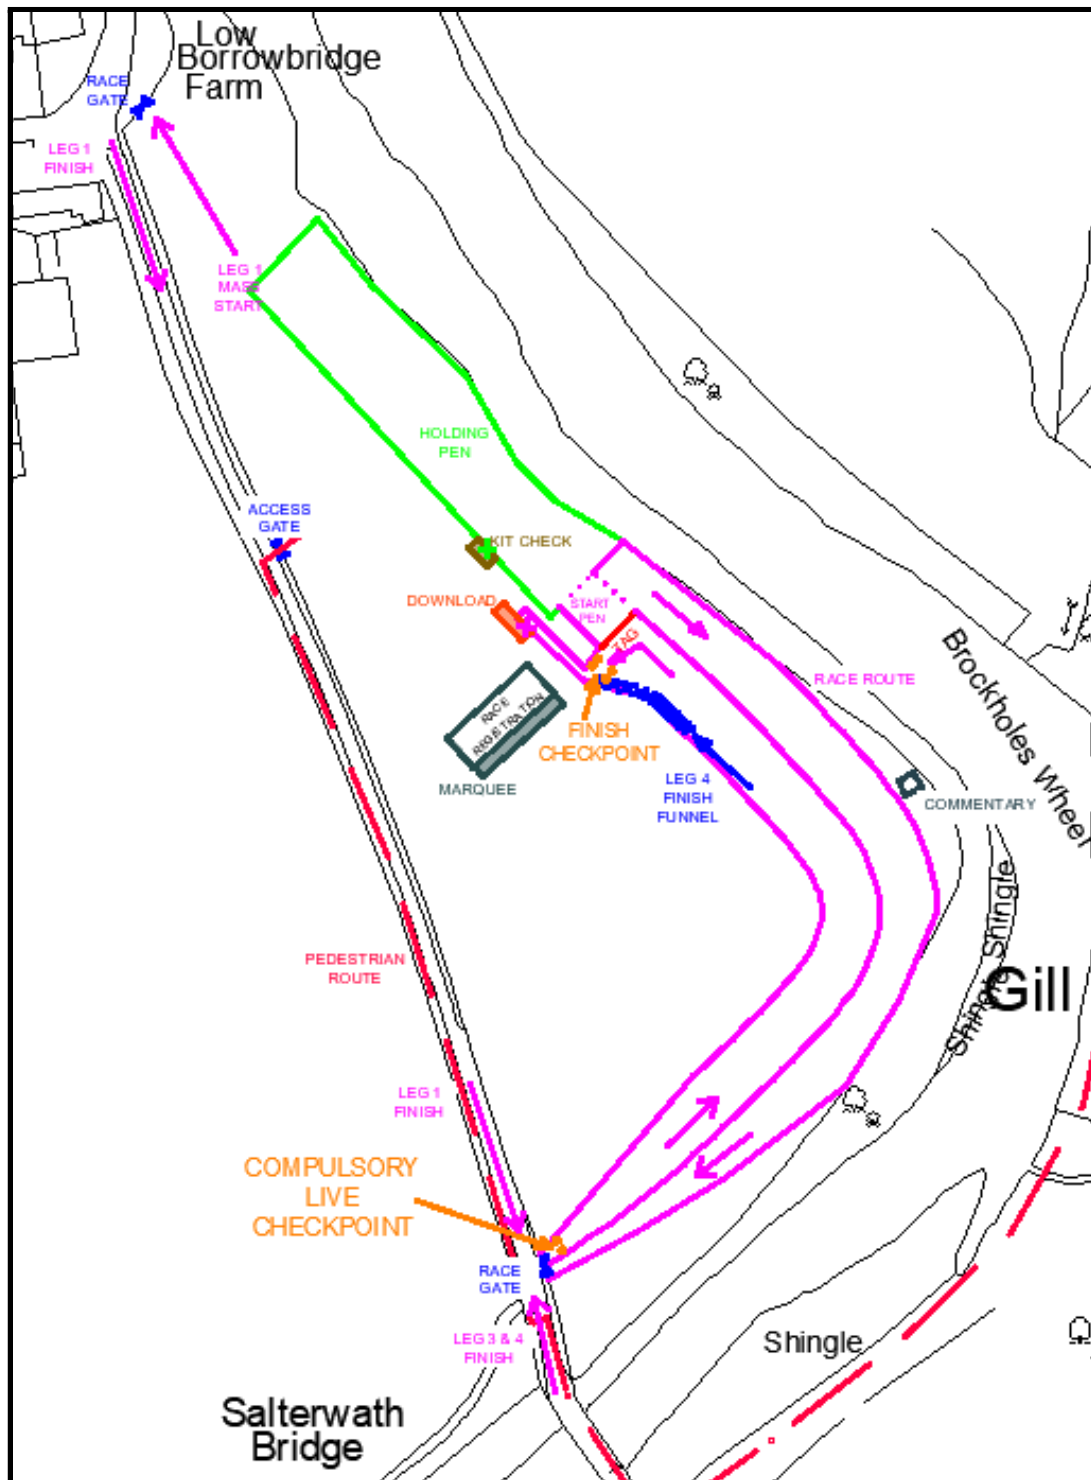 Low
Borrowbridge
Farm
RACE
GATE
LEG 1
FINISH
LEG 1
MASS
START
HOLDING
PEN
ACCESS
GATE
KIT CHECK
DOWNLOAD
START
PEN
TAG
RACE
REGISTRATION
MARQUEE
FINISH
CHECKPOINT
LEG 4
FINISH
FUNNEL
RACE ROUTE
COMMENTARY
Brockholes Wheel
Shingle
Shingle
Gill
PEDESTRIAN
ROUTE
LEG 1
FINISH
COMPULSORY
LIVE
CHECKPOINT
RACE
GATE
LEG 3 & 4
FINISH
Shingle
Salterwath
Bridge